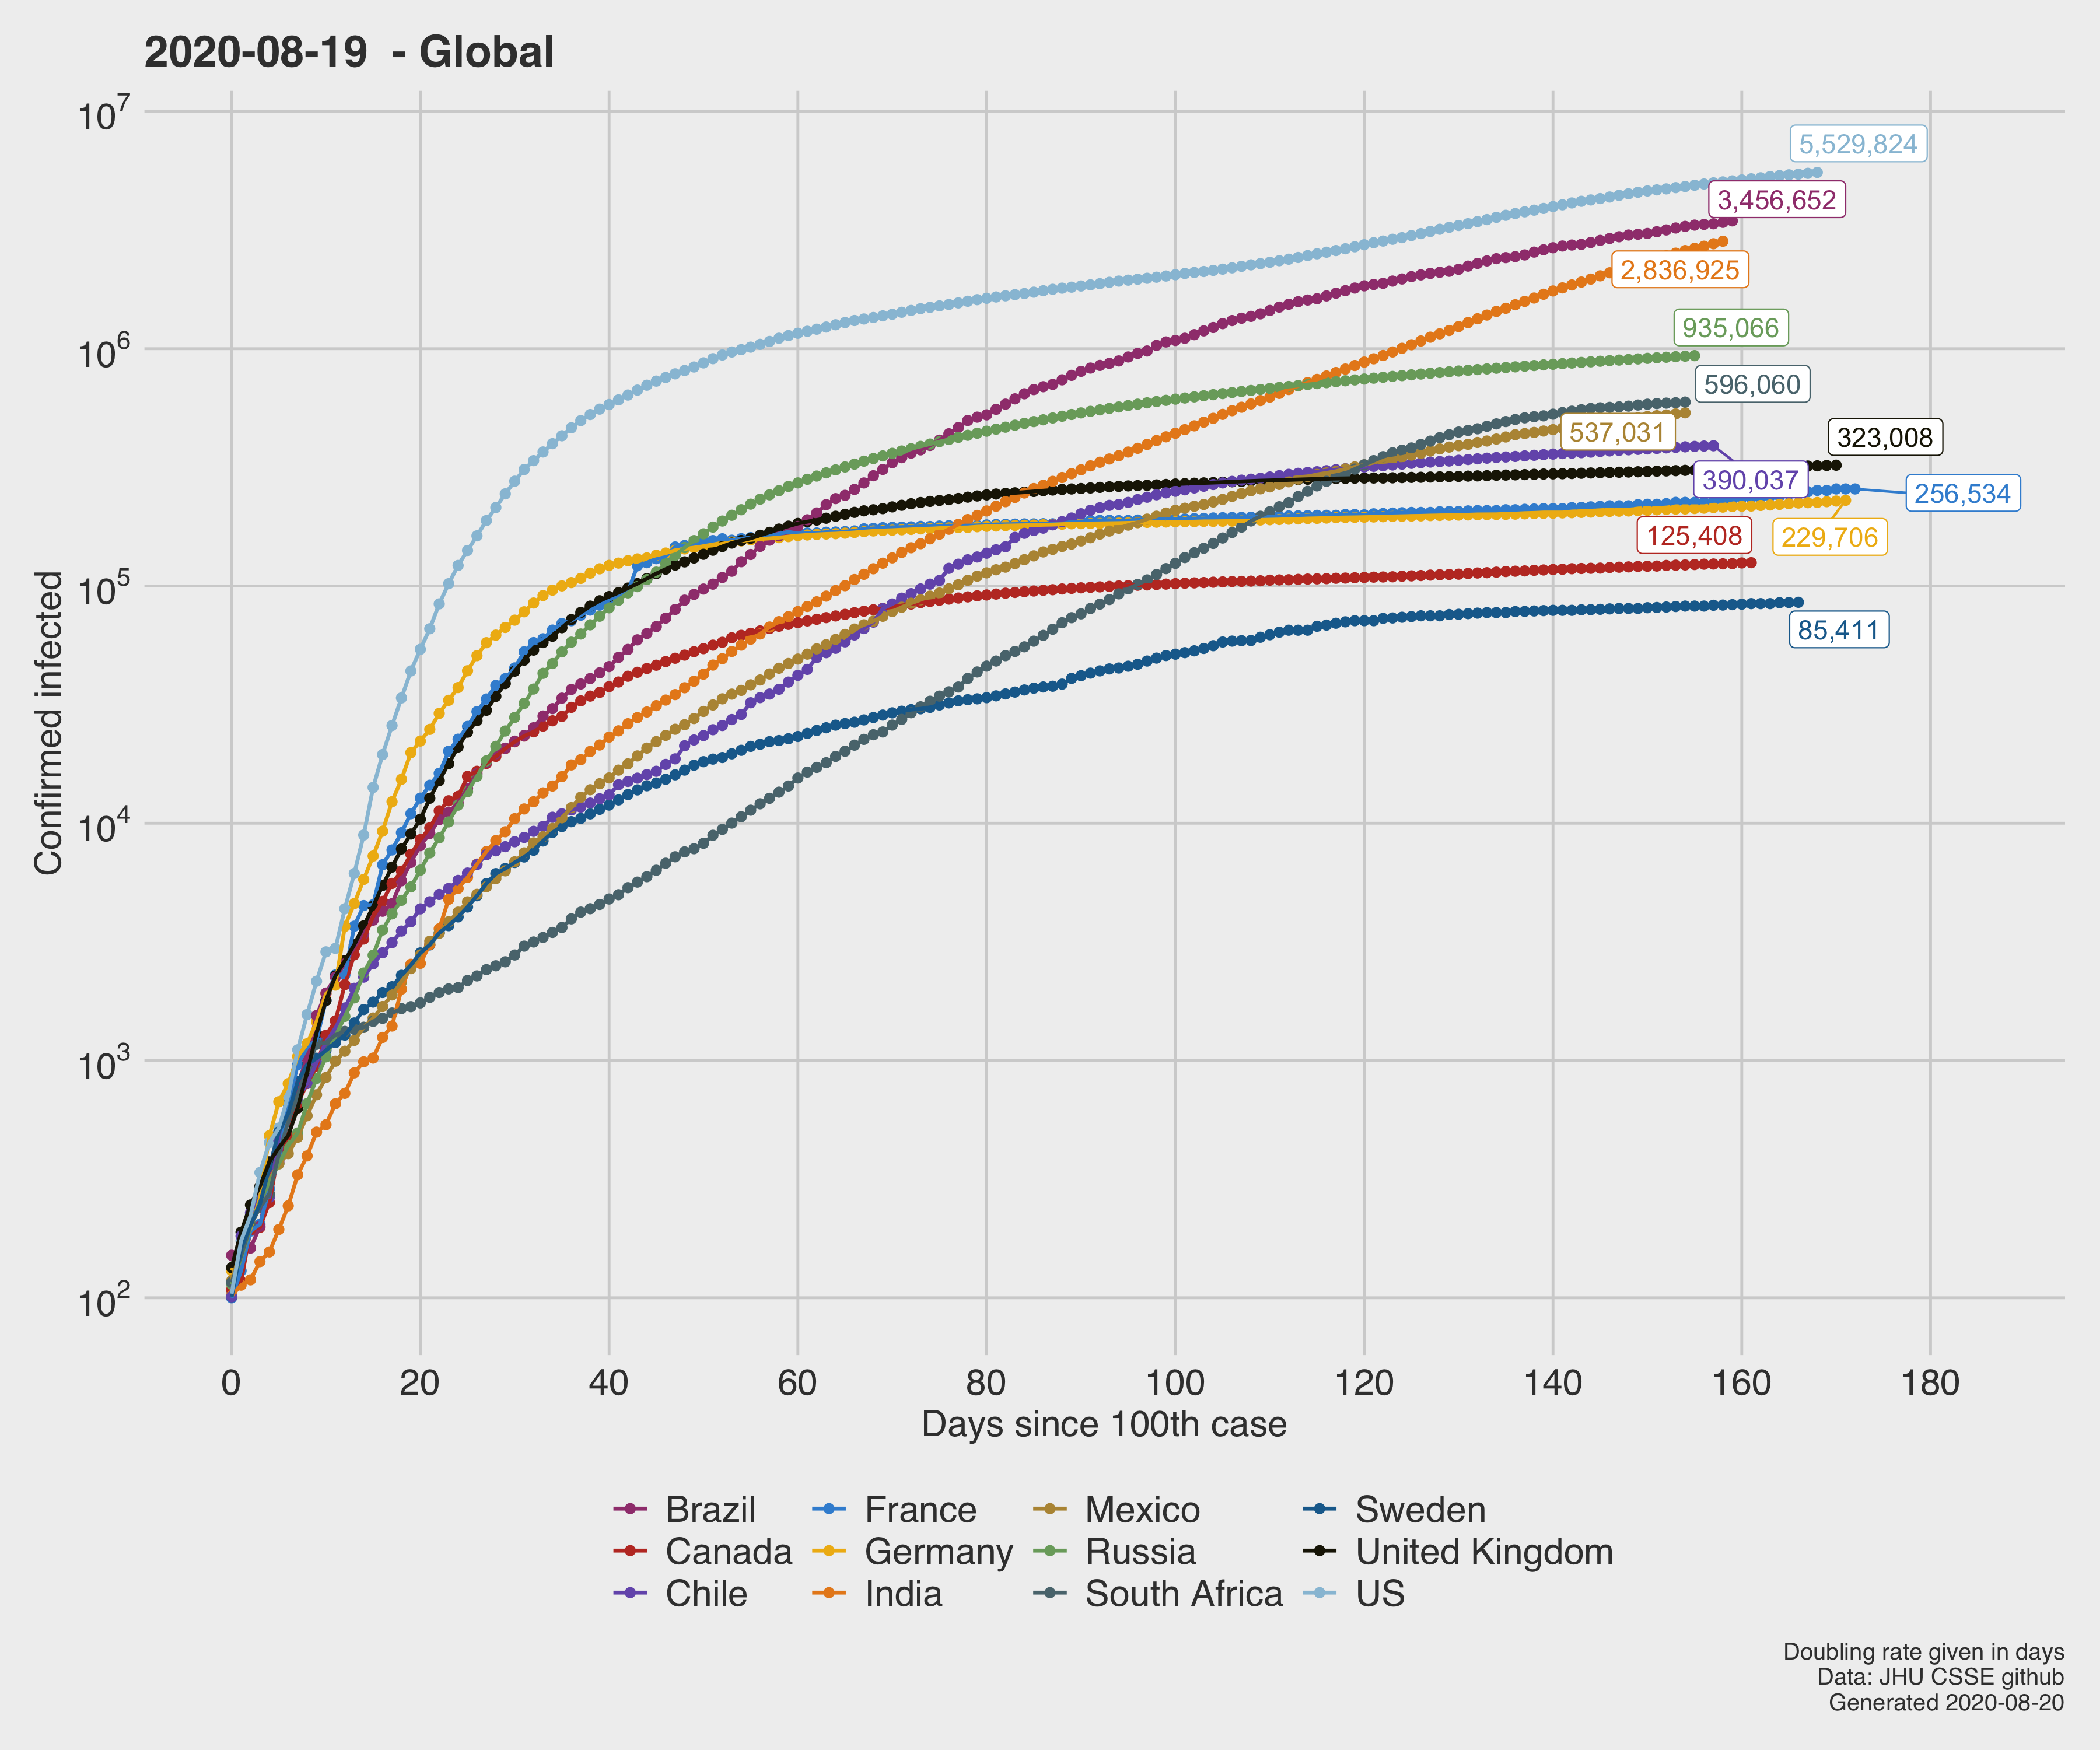 2020-08-19 - Global
10^7
10^6
10^5
10^4
10^3
10^2
Confirmed infected
5,529,824
3,456,652
2,836,925
935,066
596,060
537,031
323,008
390,037
256,534
125,408
229,706
85,411
0 20 40 60 80 100 120 140 160 180
Days since 100th case
Brazil France Mexico Sweden
Canada Germany Russia United Kingdom
Chile India South Africa US
Doubling rate given in days
Data: JHU CSSE github
Generated 2020-08-20